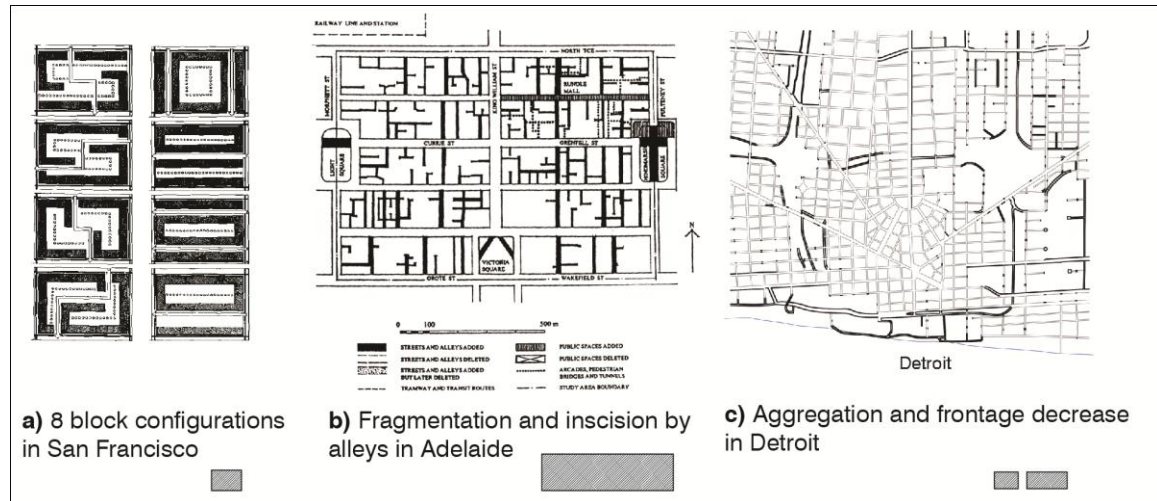 RAILWAY LINE AND STATION
NORTH TCE
MORPHETT ST
KING WILLIAM ST
RUNDLE
MALL
PULTENEY ST
LIGHT
SQUARE
CURRIE ST
GRENFELL ST
HINDMARSH
SQUARE
VICTORIA
SQUARE
GROTE ST
WAKEFIELD ST
N
0 100 500 m
STREETS AND ALLEYS ADDED
STREETS AND ALLEYS DELETED
STREETS AND ALLEYS ADDED
BUT LATER DELETED
TRAMWAY AND TRANSIT ROUTES
PUBLIC SPACES ADDED
PUBLIC SPACES DELETED
ARCADES, PEDESTRIAN
BRIDGES AND TUNNELS
STUDY AREA BOUNDARY
Detroit
a) 8 block configurations
in San Francisco
b) Fragmentation and inscision by
alleys in Adelaide
c) Aggregation and frontage decrease
in Detroit